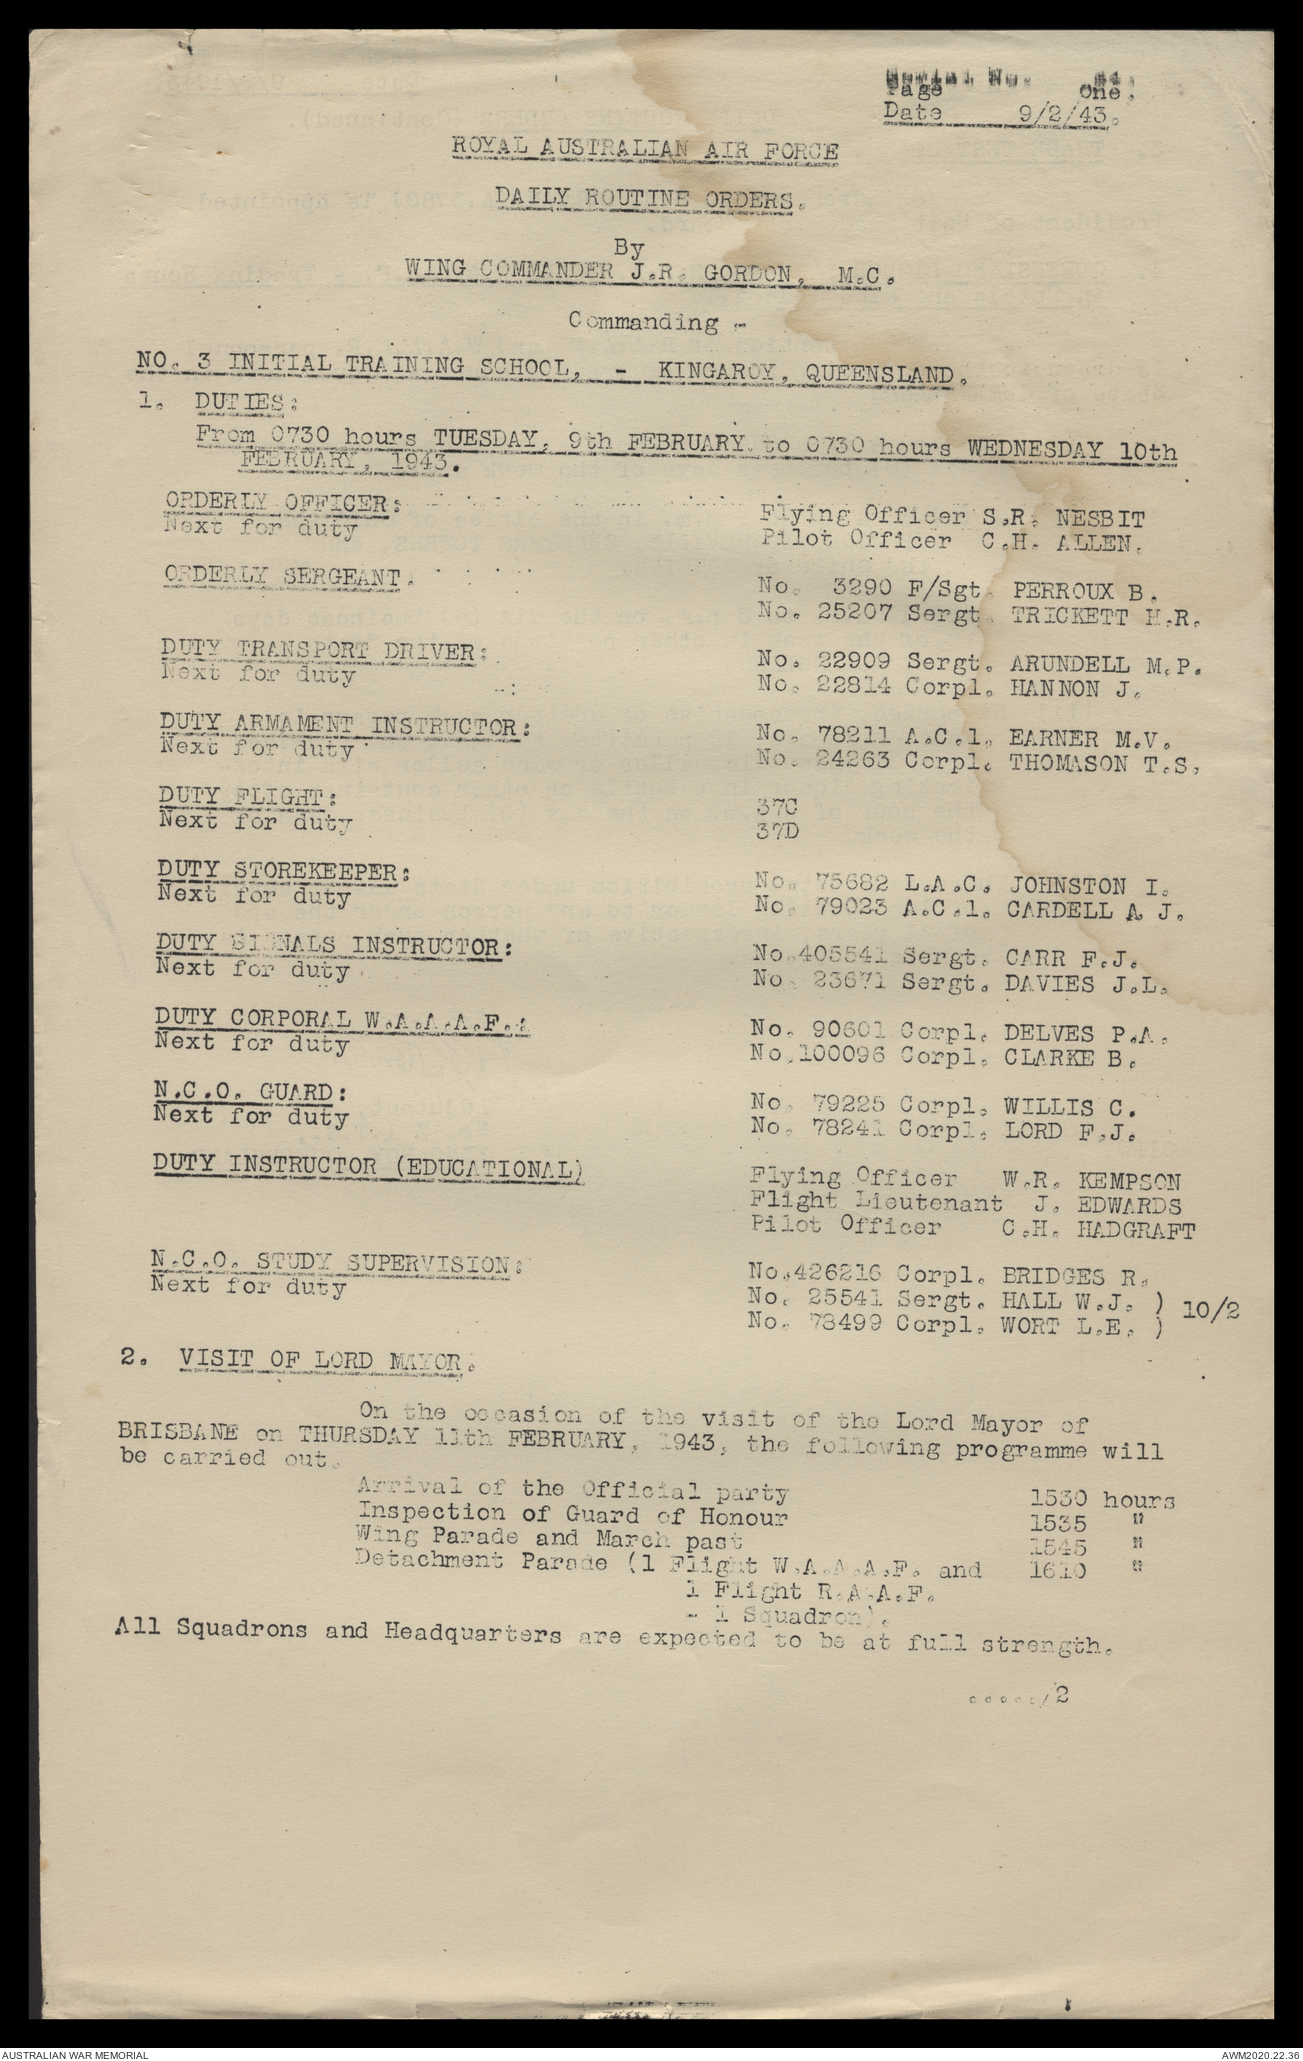 Serial No.
Page One.
Date 9/2/43.
ROYAL AUSTRALIAN AIR FORCE
DAILY ROUTINE ORDERS.
By
WING COMMANDER J.R. GORDON, M.C.
Commanding -
NO. 3 INITIAL TRAINING SCHOOL, - KINGAROY, QUEENSLAND.
1. DUTIES:
From 0730 hours TUESDAY, 9th FEBRUARY to 0730 hours WEDNESDAY 10th
FEBRUARY, 1943.
ORDERLY OFFICER: Flying Officer S.R. NESBIT
Next for duty Pilot Officer C.H. ALLEN.
ORDERLY SERGEANT. No. 3290 F/Sgt. PERROUX B.
No. 25207 Sergt. TRICKETT H.R.
DUTY TRANSPORT DRIVER: No. 22909 Sergt. ARUNDELL M.P.
Next for duty No. 22814 Corpl. HANNON J.
DUTY ARMAMENT INSTRUCTOR: No. 78211 A.C.1. EARNER M.V.
Next for duty No. 24263 Corpl. THOMASON T.S.
DUTY FLIGHT: 37C
Next for duty 37D
DUTY STOREKEEPER: No. 75682 L.A.C. JOHNSTON I.
Next for duty No. 79023 A.C.1. CARDELL A J.
DUTY SIGNALS INSTRUCTOR: No.405541 Sergt. CARR F.J.
Next for duty No. 23671 Sergt. DAVIES J.L.
DUTY CORPORAL W.A.A.A.F.: No. 90601 Corpl. DELVES P.A.
Next for duty No.100096 Corpl. CLARKE B.
N.C.O. GUARD: No. 79225 Corpl. WILLIS C.
Next for duty No. 78241 Corpl. LORD F.J.
DUTY INSTRUCTOR (EDUCATIONAL) Flying Officer W.R. KEMPSON
Flight Lieutenant J. EDWARDS
Pilot Officer C.H. HADGRAFT
N.C.O. STUDY SUPERVISION: No.426216 Corpl. BRIDGES R.
Next for duty No. 25541 Sergt. HALL W.J. ) 10/2
No. 78499 Corpl. WORT L.E. )
2. VISIT OF LORD MAYOR.
On the occasion of the visit of the Lord Mayor of
BRISBANE on THURSDAY 11th FEBRUARY, 1943, the following programme will
be carried out.
Arrival of the Official party 1530 hours
Inspection of Guard of Honour 1535 "
Wing Parade and March past 1545 "
Detachment Parade (1 Flight W.A.A.A.F. and 1610 "
1 Flight R.A.A.F.
- 1 Squadron).
All Squadrons and Headquarters are expected to be at full strength.
...../2
AUSTRALIAN WAR MEMORIAL AWM2020.22.36